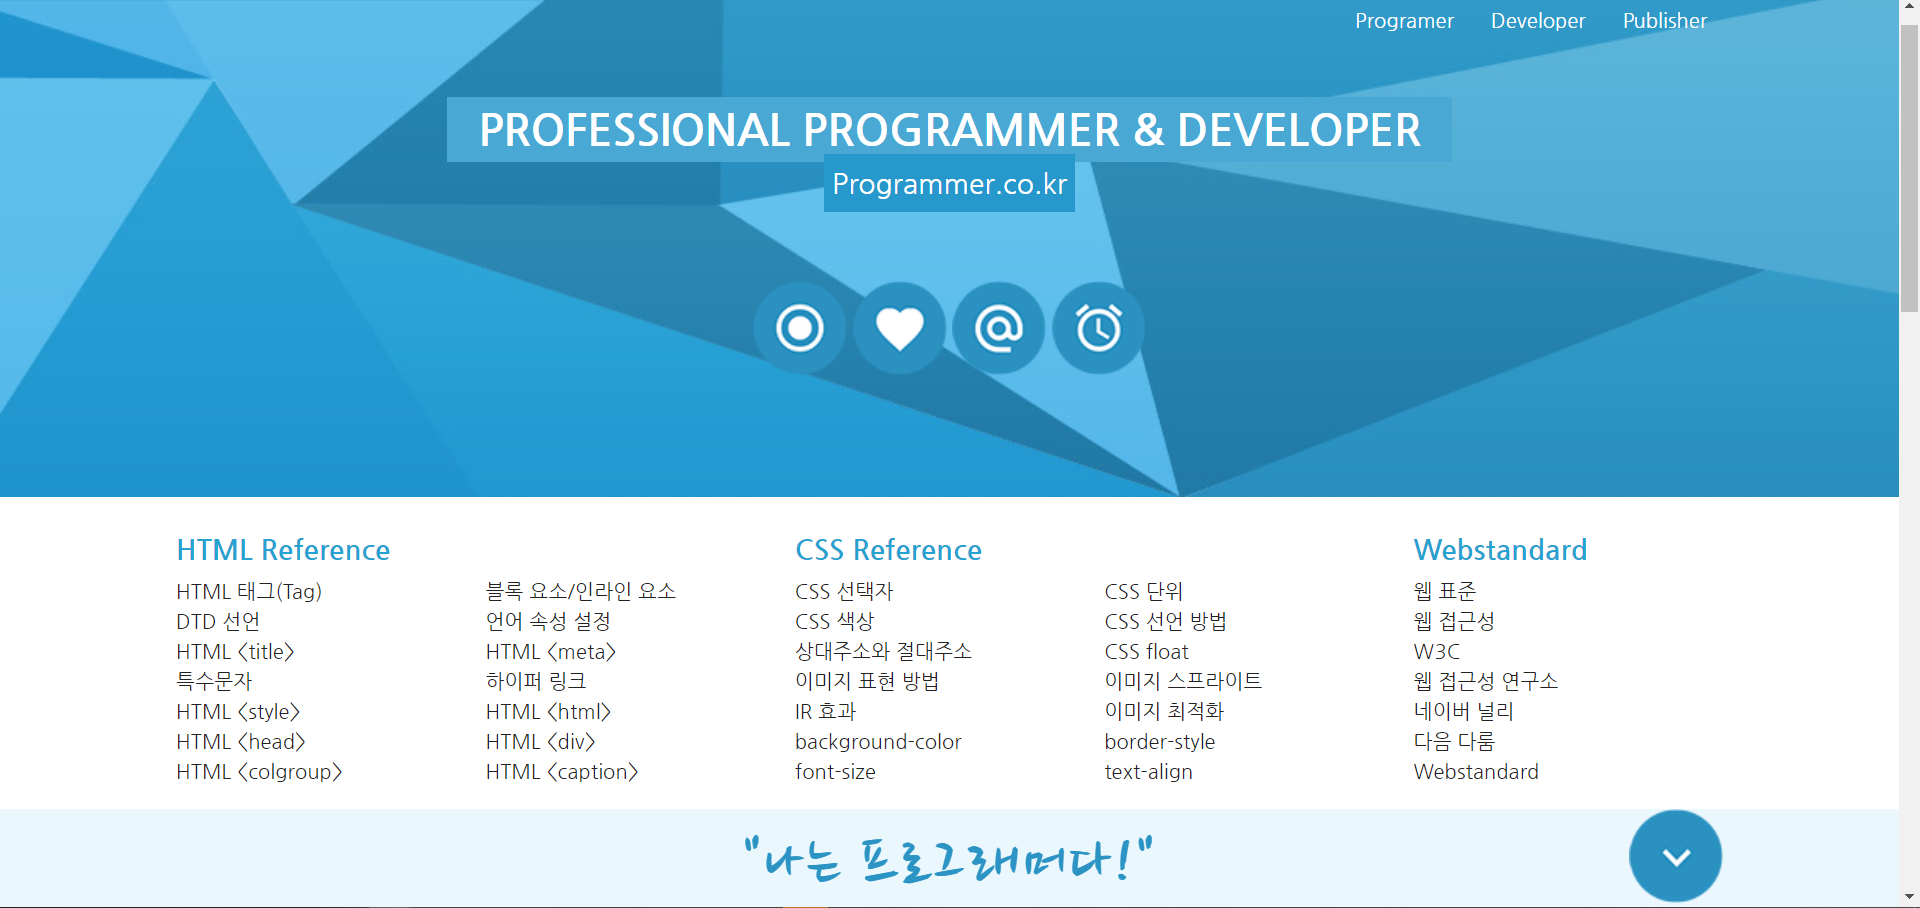 Programer Developer Publisher
PROFESSIONAL PROGRAMMER & DEVELOPER
Programmer.co.kr
HTML Reference
HTML 태그(Tag)
DTD 선언
HTML <title>
특수문자
HTML <style>
HTML <head>
HTML <colgroup>
블록 요소/인라인 요소
언어 속성 설정
HTML <meta>
하이퍼 링크
HTML <html>
HTML <div>
HTML <caption>
CSS Reference
CSS 선택자
CSS 색상
상대주소와 절대주소
이미지 표현 방법
IR 효과
background-color
font-size
CSS 단위
CSS 선언 방법
CSS float
이미지 스프라이트
이미지 최적화
border-style
text-align
Webstandard
웹 표준
웹 접근성
W3C
웹 접근성 연구소
네이버 널리
다음 다룸
Webstandard
"나는 프로그래머다!"